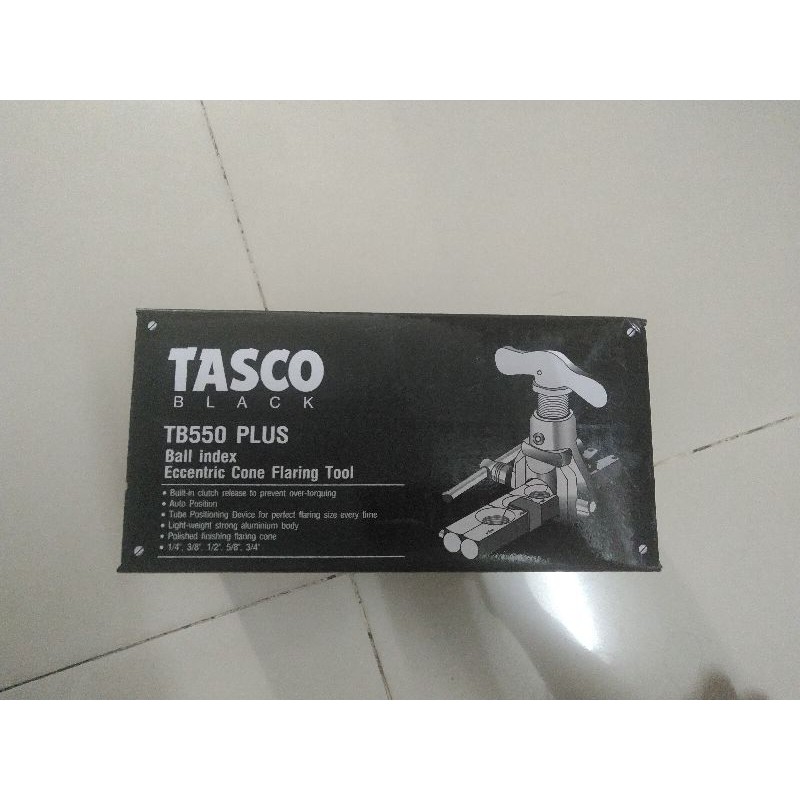 TASCO
BLACK
TB550 PLUS
Ball index
Eccentric Cone Flaring Tool
• Built-in clutch release to prevent over-torquing
• Auto Position
• Tube Positioning Device for perfect flaring size every time
• Light-weight strong aluminium body
• Polished finishing flaring cone
• 1/4", 3/8", 1/2", 5/8", 3/4"